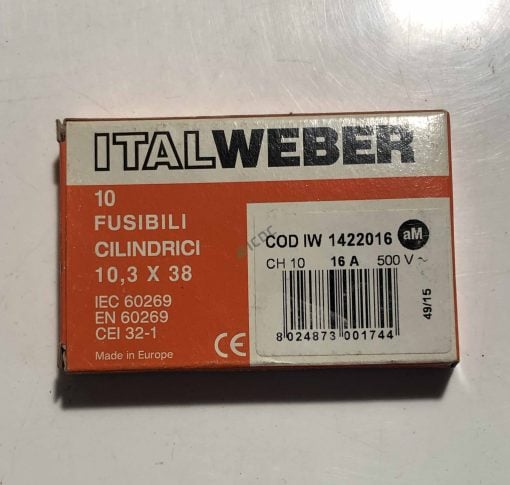 ITALWEBER
10
FUSIBILI
CILINDRICI
10,3 X 38
IEC 60269
EN 60269
CEI 32-1
Made in Europe
CE
COD IW 1422016 aM
CH 10 16 A 500 V ~
8 024873 001744
49/15